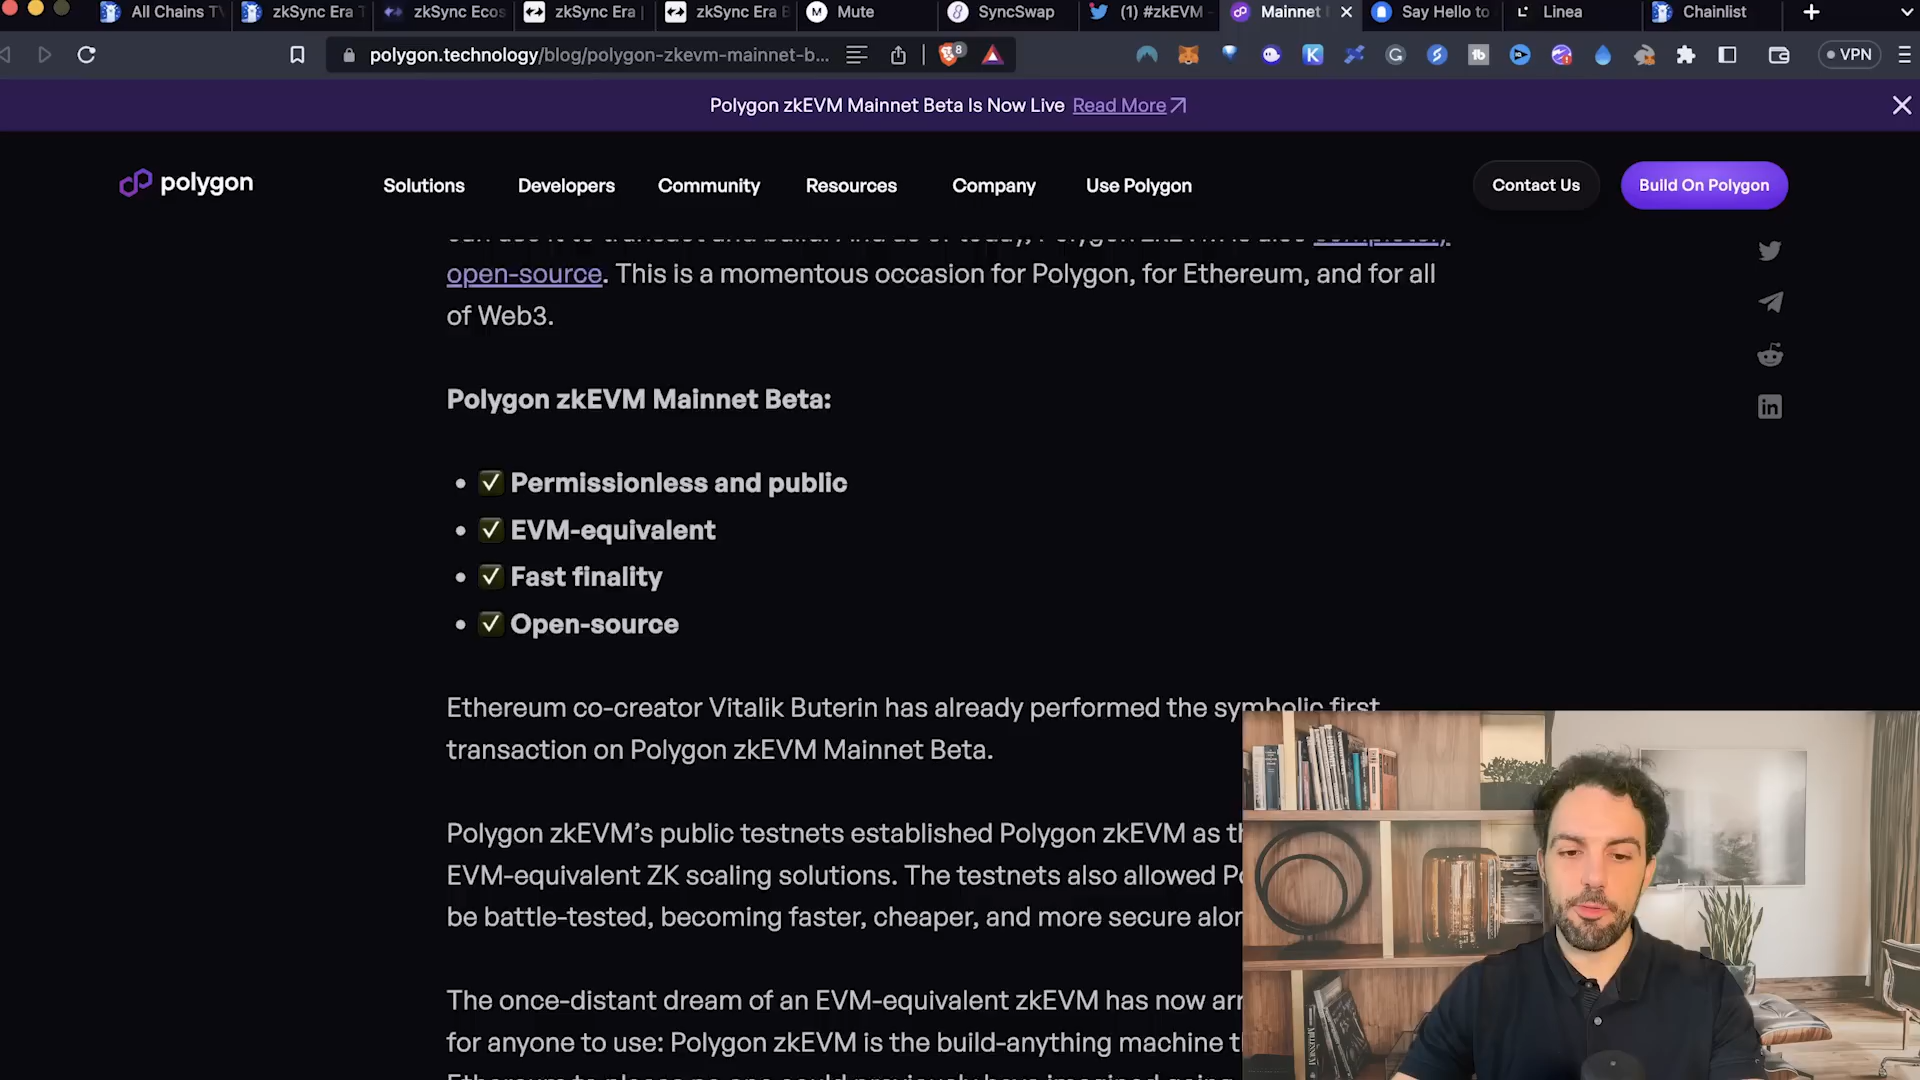 All Chains TV
zkSync Era T
zkSync Ecos
zkSync Era
zkSync Era B
Mute
SyncSwap
(1) #zkEVM
Mainnet
Say Hello to
Linea
Chainlist
polygon.technology/blog/polygon-zkevm-mainnet-b...
8
VPN
Polygon zkEVM Mainnet Beta Is Now Live Read More
polygon
Solutions
Developers
Community
Resources
Company
Use Polygon
Contact Us
Build On Polygon
open-source. This is a momentous occasion for Polygon, for Ethereum, and for all
of Web3.
Polygon zkEVM Mainnet Beta:
• ✅ Permissionless and public
• ✅ EVM-equivalent
• ✅ Fast finality
• ✅ Open-source
Ethereum co-creator Vitalik Buterin has already performed the symbolic first
transaction on Polygon zkEVM Mainnet Beta.
Polygon zkEVM’s public testnets established Polygon zkEVM as
EVM-equivalent ZK scaling solutions. The testnets also allowed
be battle-tested, becoming faster, cheaper, and more secure
The once-distant dream of an EVM-equivalent zkEVM has now
for anyone to use: Polygon zkEVM is the build-anything machine